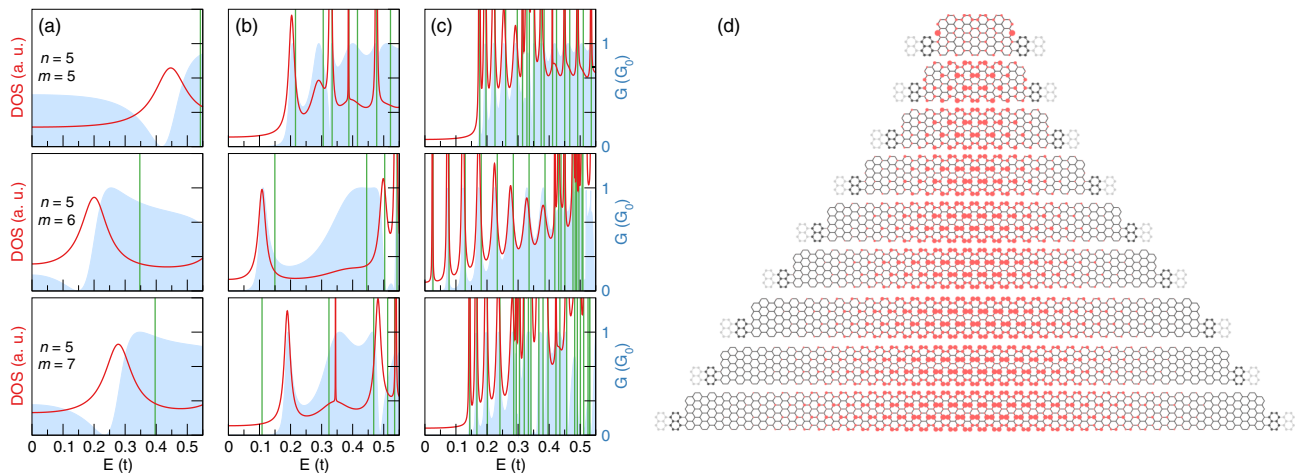 (a)
(b)
(c)
(d)
DOS (a. u.)
n = 5
m = 5
1
G (G0)
0
DOS (a. u.)
n = 5
m = 6
1
G (G0)
0
DOS (a. u.)
n = 5
m = 7
1
G (G0)
0
0 0.1 0.2 0.3 0.4 0.5
0 0.1 0.2 0.3 0.4 0.5
0 0.1 0.2 0.3 0.4 0.5
E (t)
E (t)
E (t)